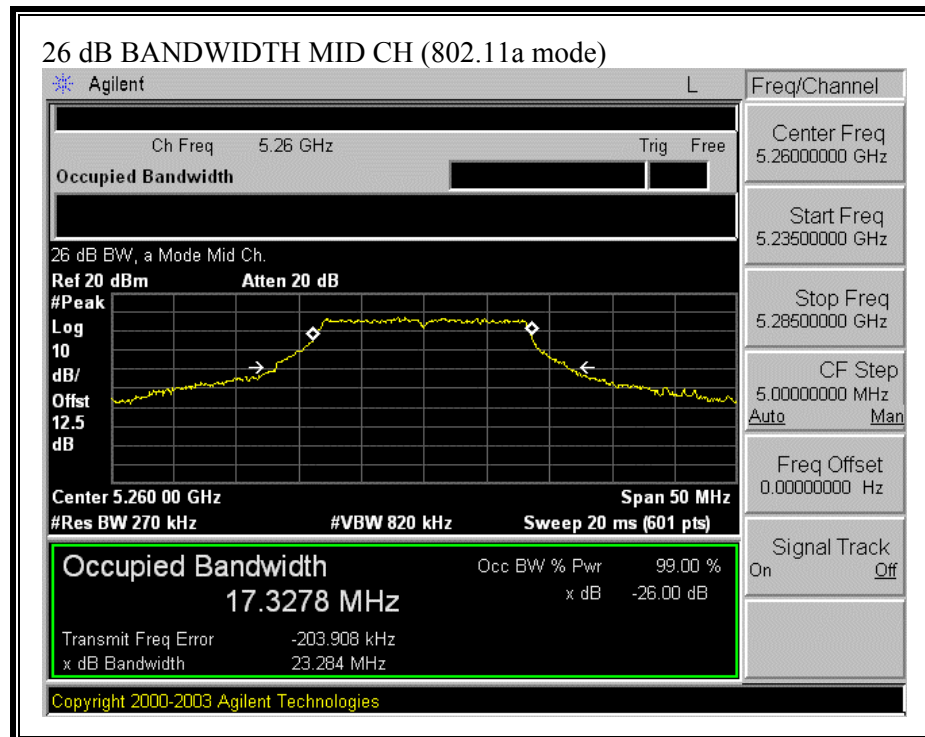 26 dB BANDWIDTH MID CH (802.11a mode)
Agilent L Freq/Channel
Ch Freq 5.26 GHz Trig Free
Occupied Bandwidth
Center Freq
5.26000000 GHz
Start Freq
5.23500000 GHz
26 dB BW, a Mode Mid Ch.
Ref 20 dBm Atten 20 dB
#Peak
Log
10
dB/
Offst
12.5
dB
Stop Freq
5.28500000 GHz
CF Step
5.00000000 MHz
Auto Man
Freq Offset
0.00000000 Hz
Center 5.260 00 GHz Span 50 MHz
#Res BW 270 kHz #VBW 820 kHz Sweep 20 ms (601 pts)
Signal Track
On Off
Occupied Bandwidth Occ BW % Pwr 99.00 %
17.3278 MHz x dB -26.00 dB
Transmit Freq Error -203.908 kHz
x dB Bandwidth 23.284 MHz
Copyright 2000-2003 Agilent Technologies